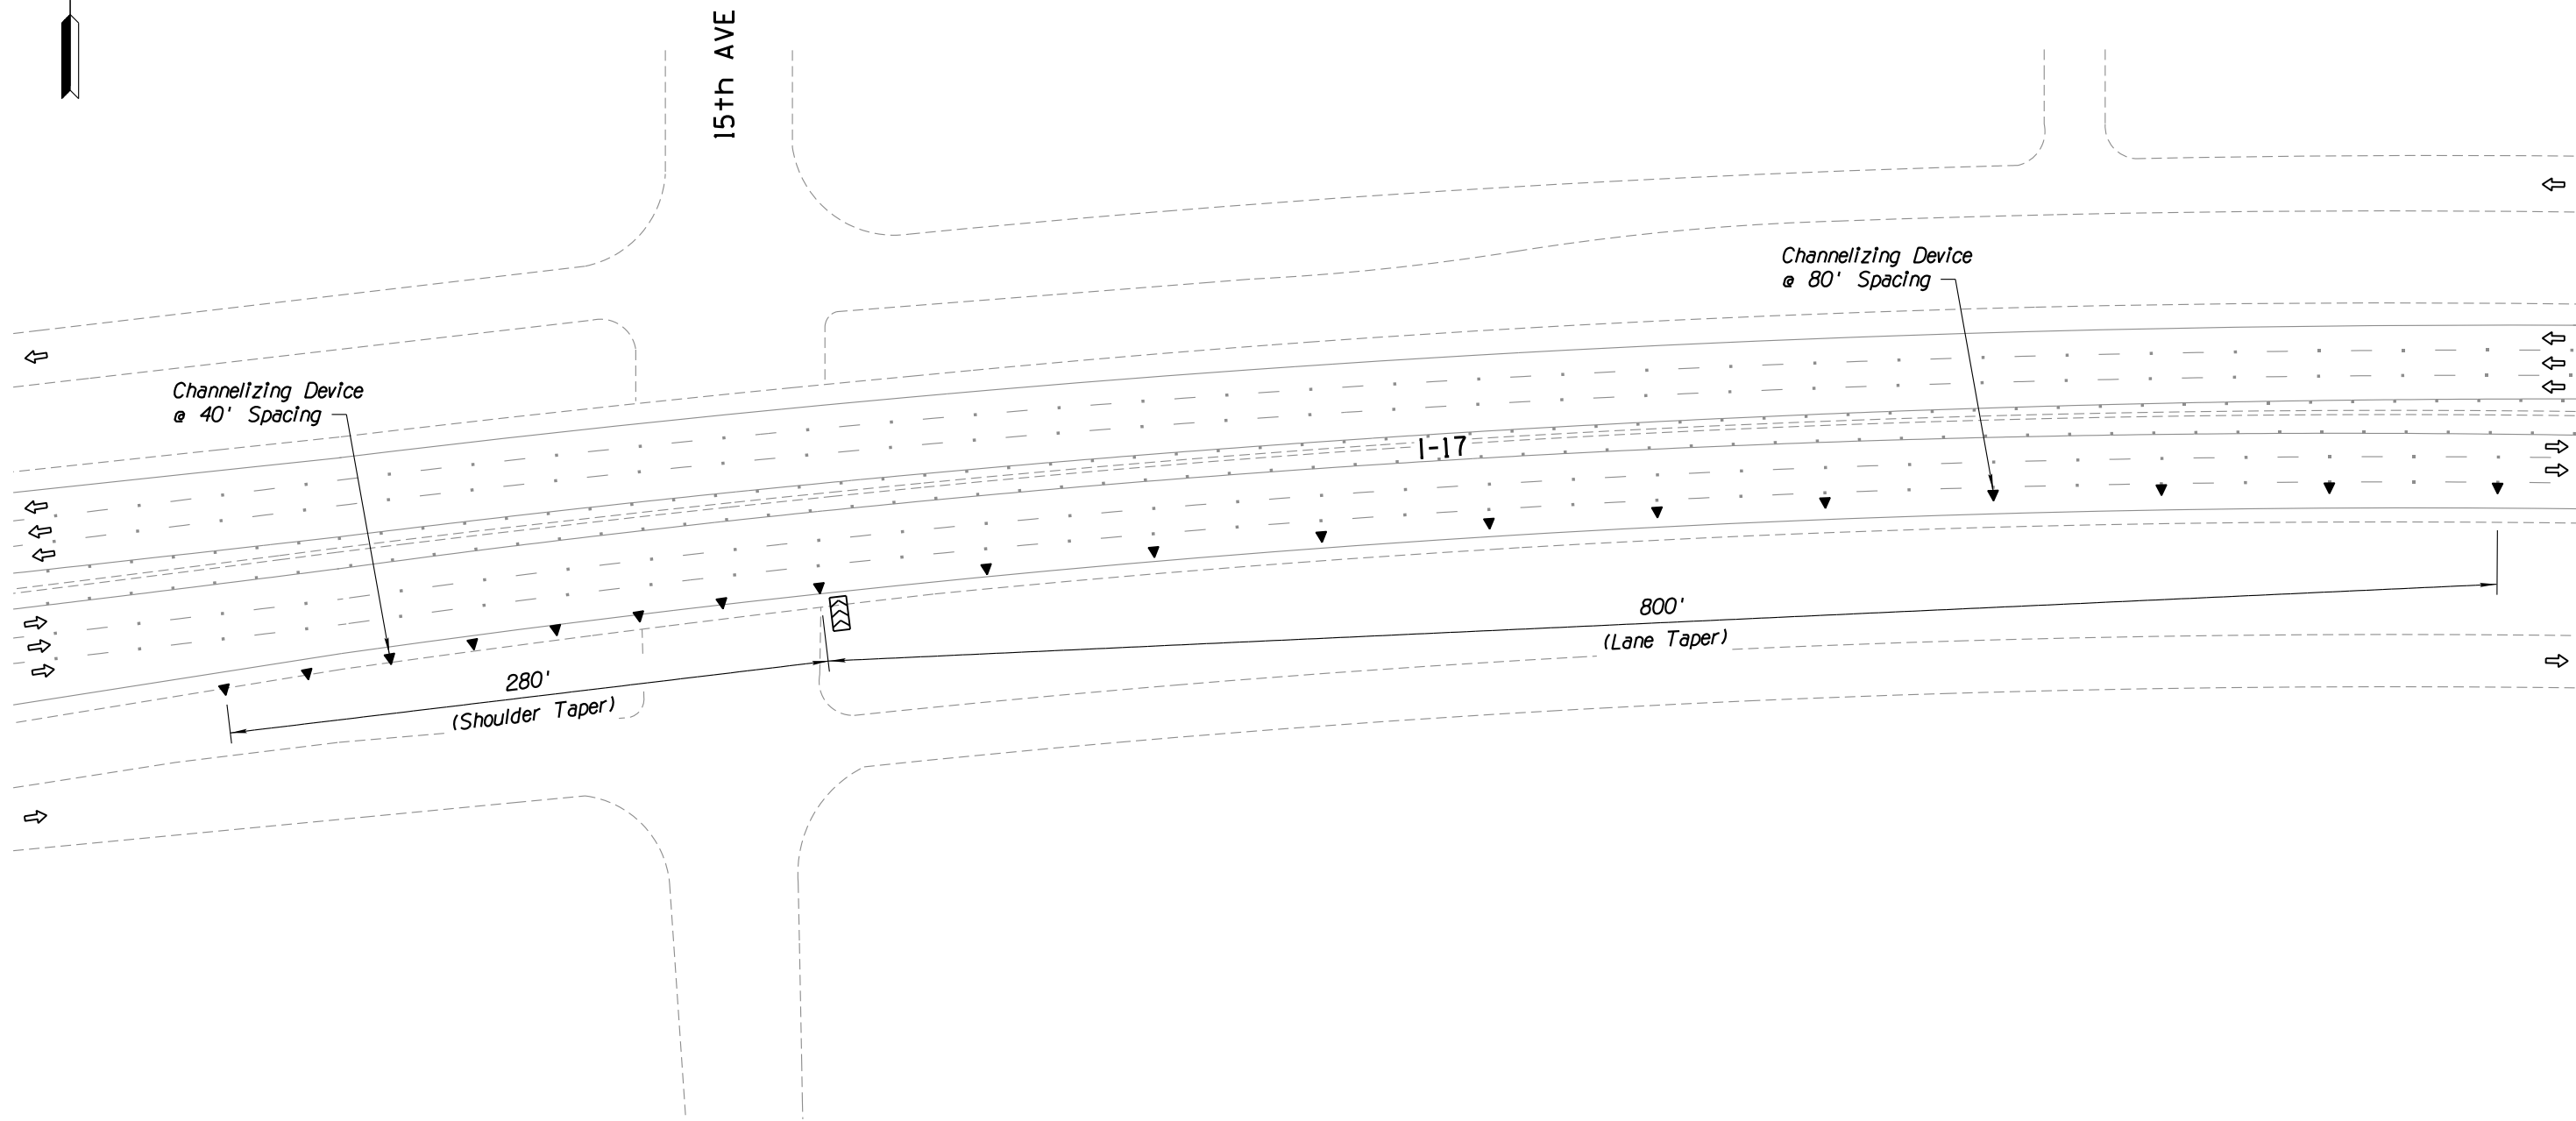 15th AVE
Channelizing Device
@ 80' Spacing
Channelizing Device
@ 40' Spacing
I-17
800'
(Lane Taper)
280'
(Shoulder Taper)